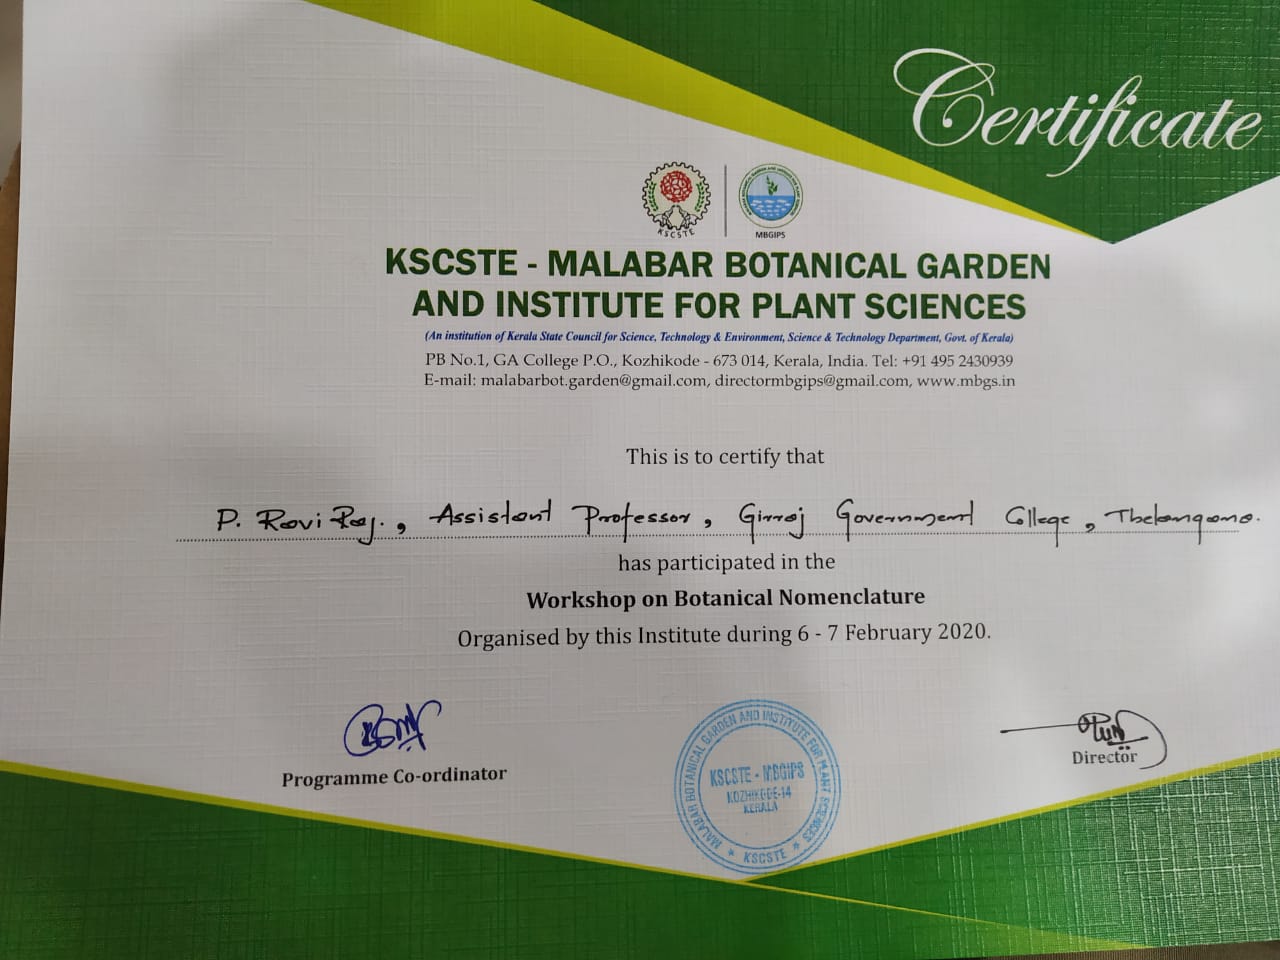 Certificate
KSCSTE
MBGIPS
KSCSTE - MALABAR BOTANICAL GARDEN
AND INSTITUTE FOR PLANT SCIENCES
(An institution of Kerala State Council for Science, Technology & Environment, Science & Technology Department, Govt. of Kerala)
PB No.1, GA College P.O., Kozhikode - 673 014, Kerala, India. Tel: +91 495 2430939
E-mail: malabarbot.garden@gmail.com, directormbgips@gmail.com, www.mbgs.in
This is to certify that
P. Ravi Raj., Assistant Professor, Girraj Government College, Thelangana.
has participated in the
Workshop on Botanical Nomenclature
Organised by this Institute during 6 - 7 February 2020.
Programme Co-ordinator
MALABAR BOTANICAL GARDEN AND INSTITUTE FOR PLANT SCIENCES
KSCSTE - MBGIPS
KOZHIKODE-14
KERALA
* KSCSTE *
Director